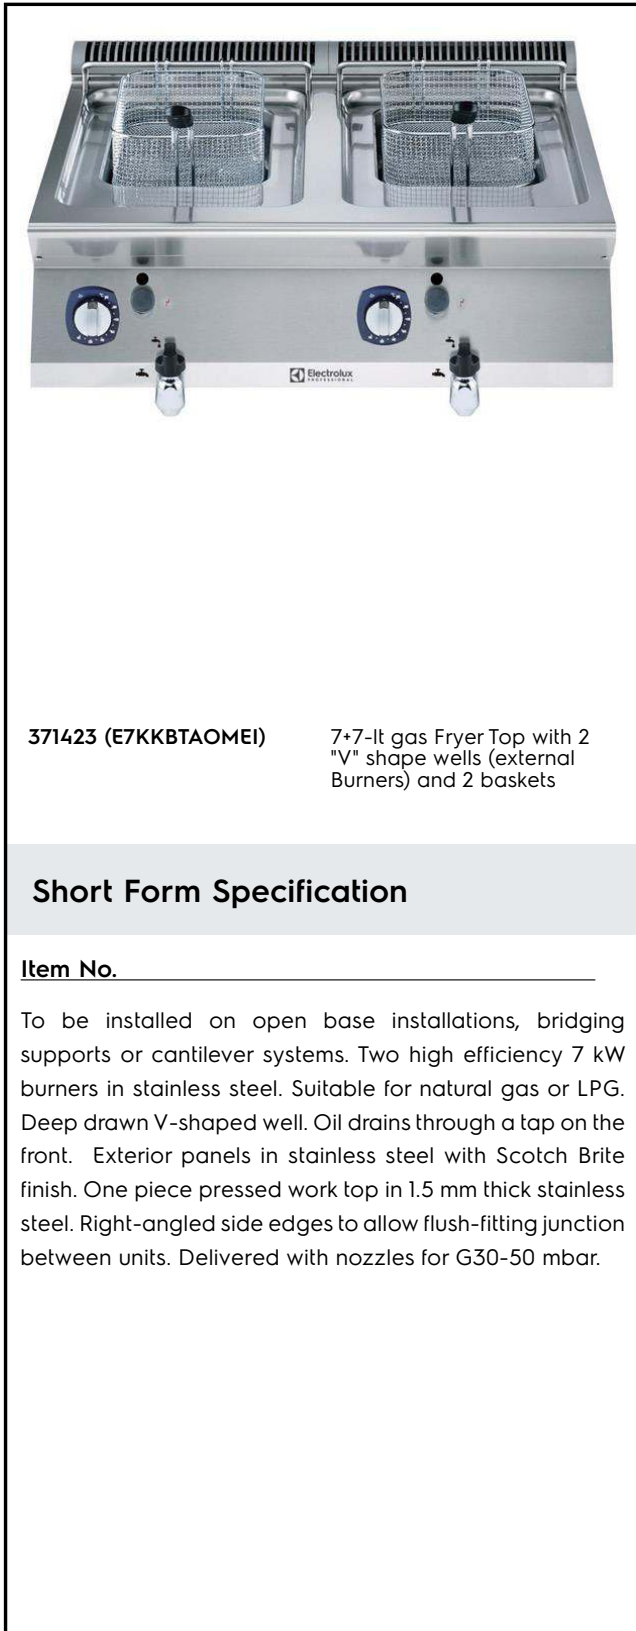 Electrolux
PROFESSIONAL
371423 (E7KKBTAOMEI)
7+7-lt gas Fryer Top with 2
"V" shape wells (external
Burners) and 2 baskets
Short Form Specification
Item No.
To be installed on open base installations, bridging
supports or cantilever systems. Two high efficiency 7 kW
burners in stainless steel. Suitable for natural gas or LPG.
Deep drawn V-shaped well. Oil drains through a tap on the
front. Exterior panels in stainless steel with Scotch Brite
finish. One piece pressed work top in 1.5 mm thick stainless
steel. Right-angled side edges to allow flush-fitting junction
between units. Delivered with nozzles for G30-50 mbar.